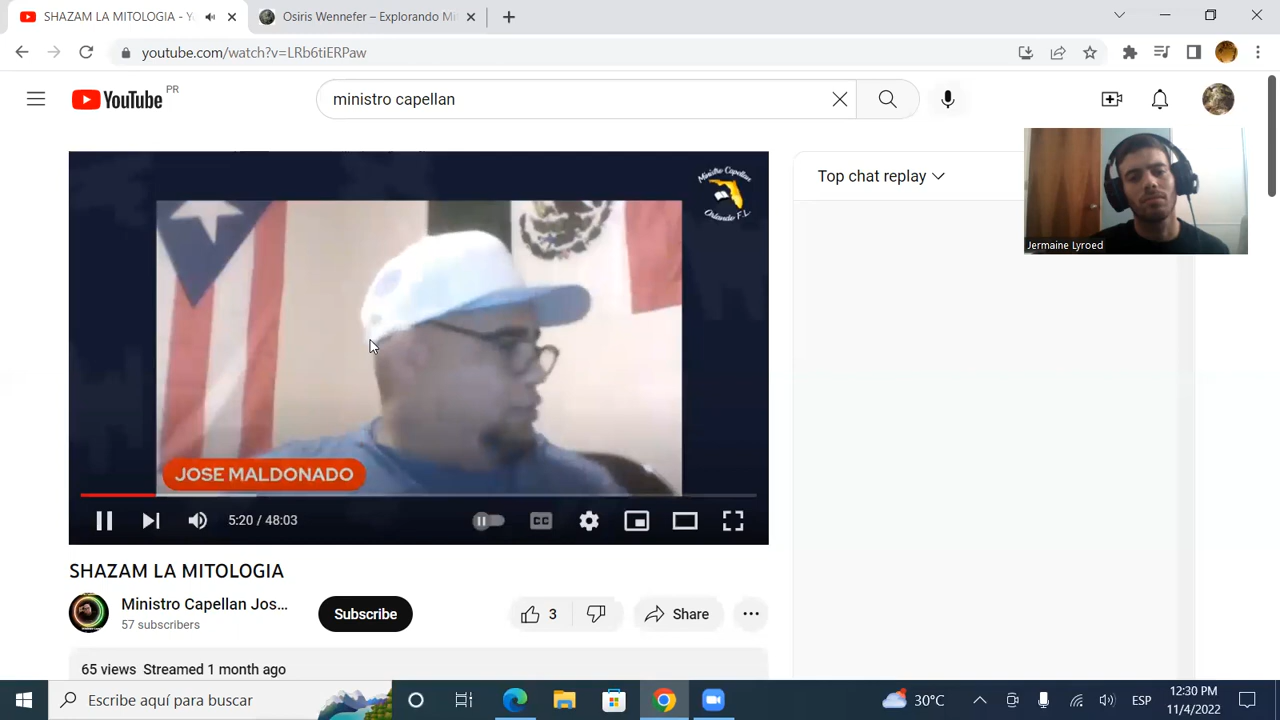 SHAZAM LA MITOLOGIA - Y
Osiris Wennefer – Explorando Mi
youtube.com/watch?v=LRb6tiERPaw
YouTube PR
ministro capellan
Ministro Capellan
Orlando F.L.
Top chat replay
Jermaine Lyroed
JOSE MALDONADO
5:20 / 48:03
CC
SHAZAM LA MITOLOGIA
Ministro Capellan Jos...
57 subscribers
Subscribe
3
Share
65 views Streamed 1 month ago
Escribe aquí para buscar
30°C
ESP
12:30 PM
11/4/2022